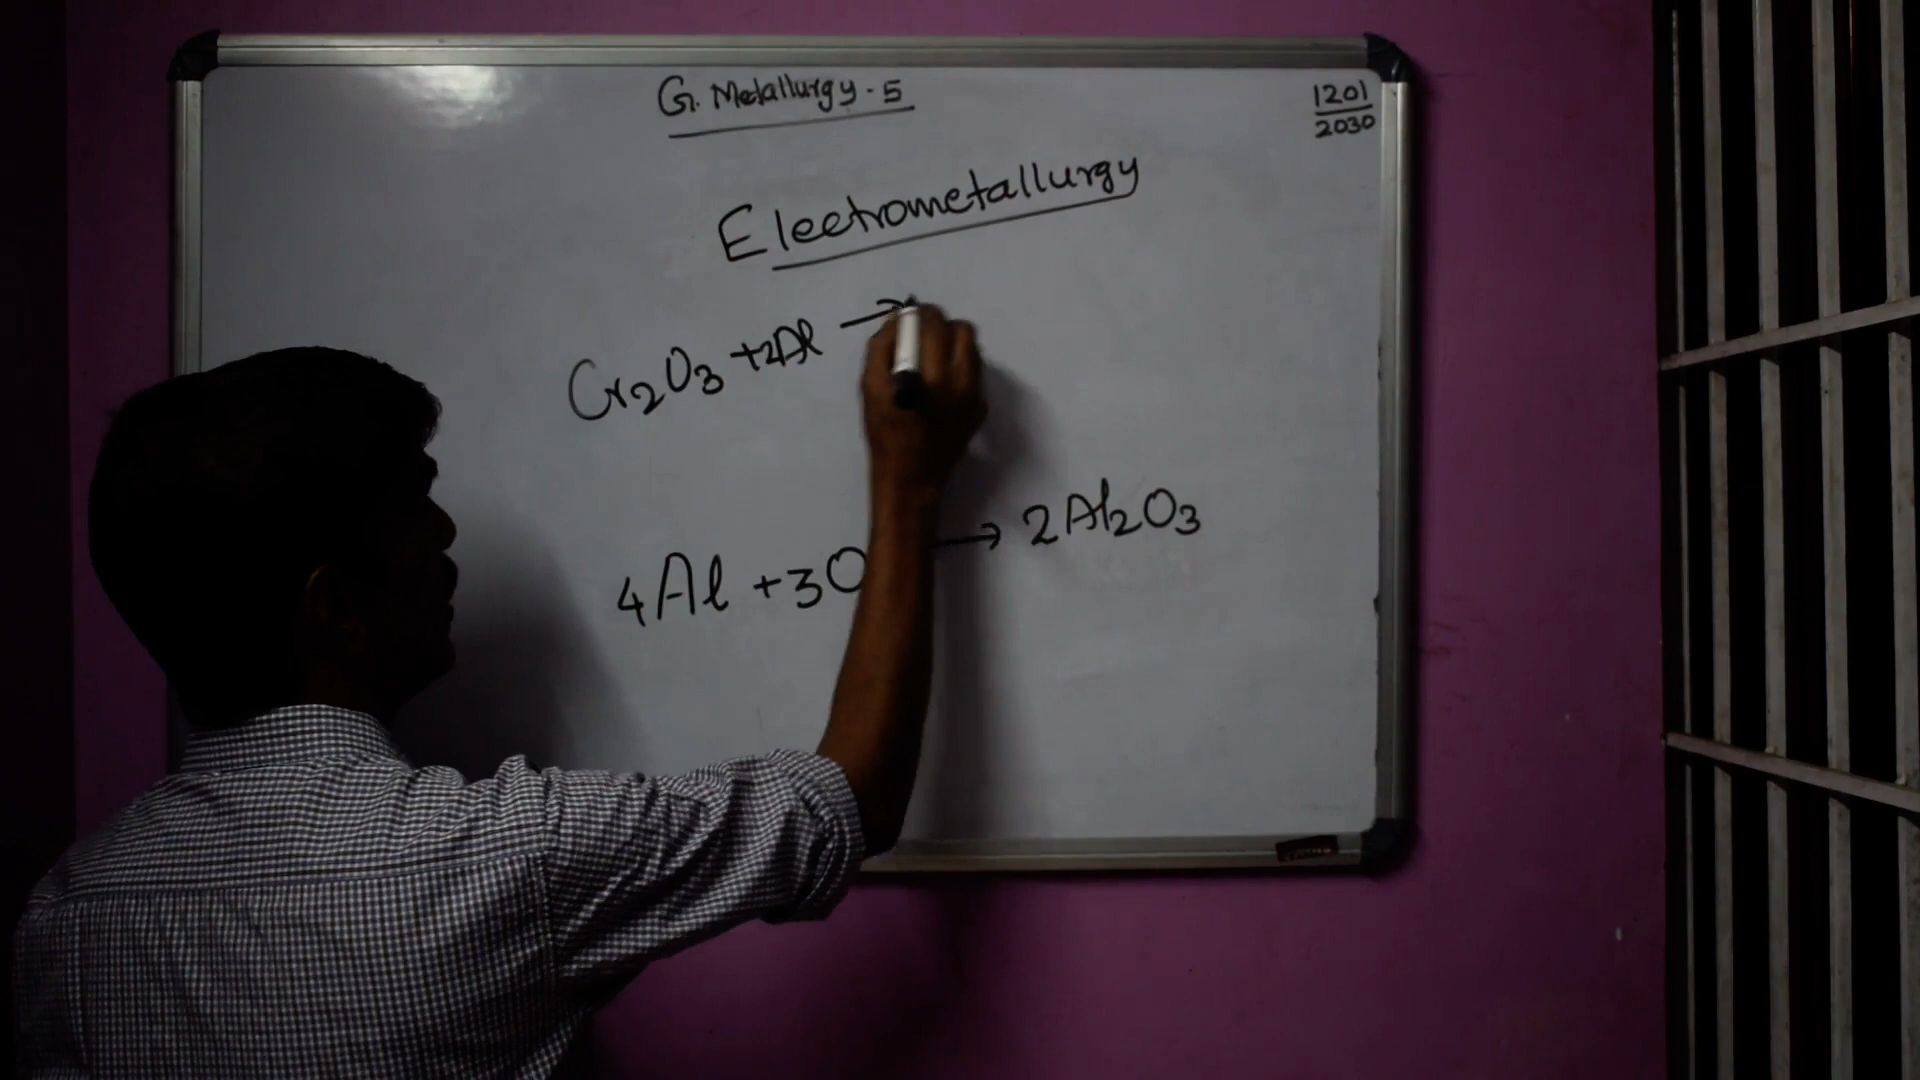 G. Metallurgy - 5
1201
2030
Electrometallurgy
Cr2O3 +2Al →
4Al +3O → 2Al2O3